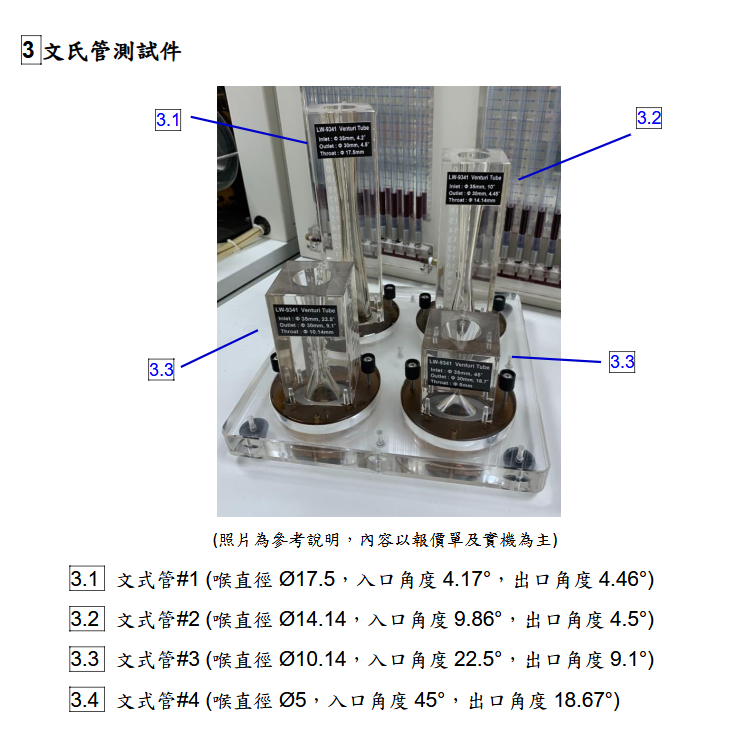 3 文氏管測試件
3.1
3.2
LW-9341 Venturi Tube
Inlet : Φ 35mm, 4.2°
Outlet : Φ 30mm, 4.5°
Throat : Φ 17.5mm
LW-9341 Venturi Tube
Inlet : Φ 35mm, 10°
Outlet : Φ 30mm, 4.45°
Throat : Φ 14.14mm
LW-9341 Venturi Tube
Inlet : Φ 35mm, 22.5°
Outlet : Φ 30mm, 9.1°
Throat : Φ 10.14mm
LW-9341 Venturi Tube
Inlet : Φ 35mm, 45°
Outlet : Φ 30mm, 18.7°
Throat : Φ 5mm
3.3
3.3
(照片為參考說明，內容以報價單及實機為主)
3.1 文式管#1 (喉直徑 Ø17.5，入口角度 4.17°，出口角度 4.46°)
3.2 文式管#2 (喉直徑 Ø14.14，入口角度 9.86°，出口角度 4.5°)
3.3 文式管#3 (喉直徑 Ø10.14，入口角度 22.5°，出口角度 9.1°)
3.4 文式管#4 (喉直徑 Ø5，入口角度 45°，出口角度 18.67°)